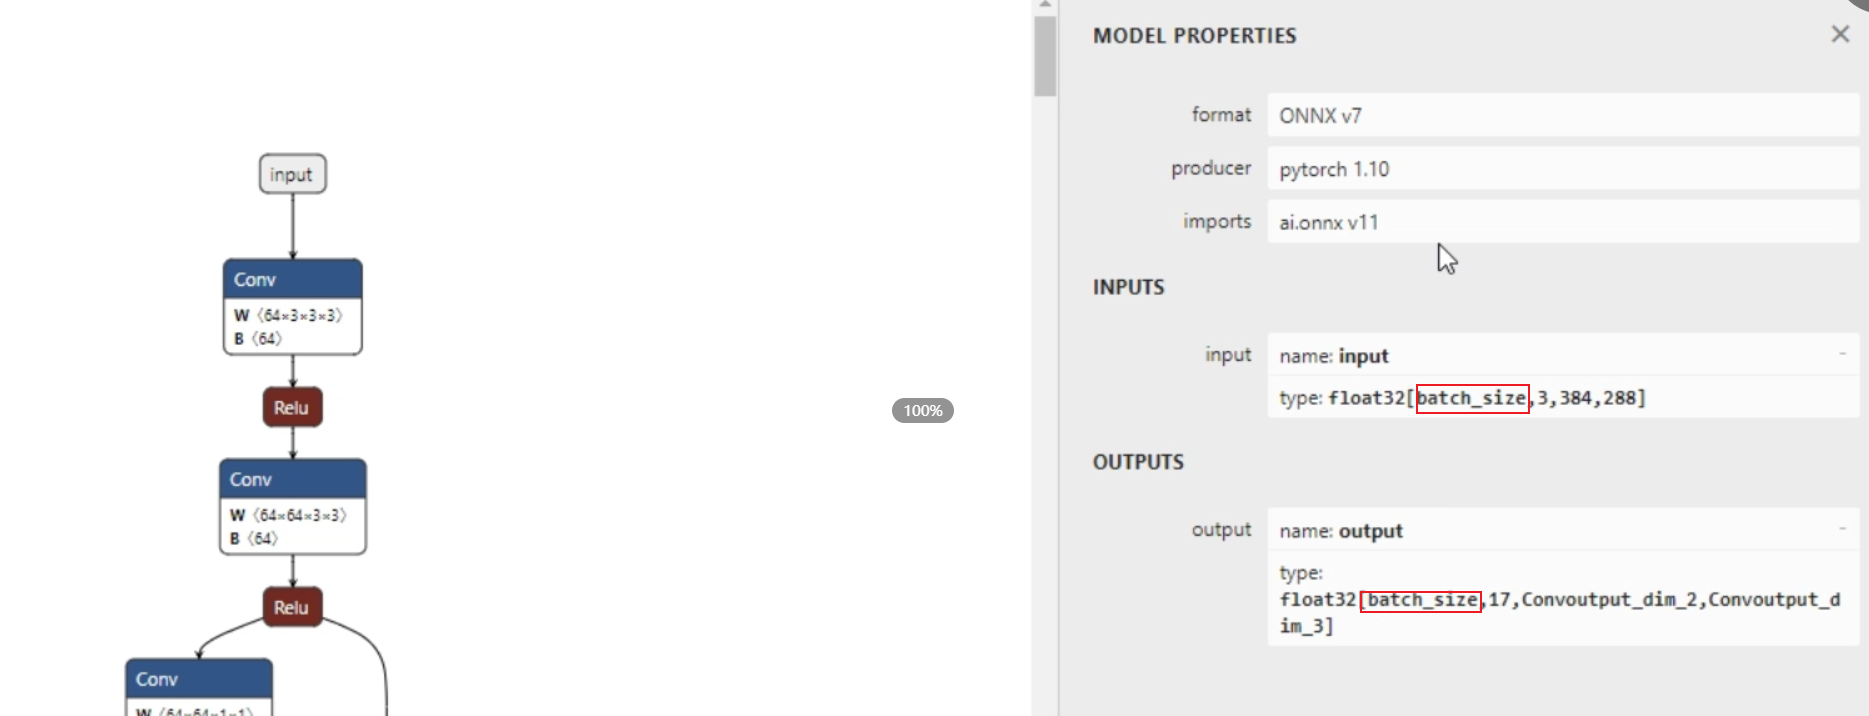 input
Conv
W ⟨64×3×3×3⟩
B ⟨64⟩
Relu
Conv
W ⟨64×64×3×3⟩
B ⟨64⟩
Relu
Conv
W ⟨64×64×1×1⟩
100%
MODEL PROPERTIES
format
ONNX v7
producer
pytorch 1.10
imports
ai.onnx v11
INPUTS
input
name: input
-
type: float32[batch_size,3,384,288]
OUTPUTS
output
name: output
-
type:
float32[batch_size,17,Convoutput_dim_2,Convoutput_d
im_3]